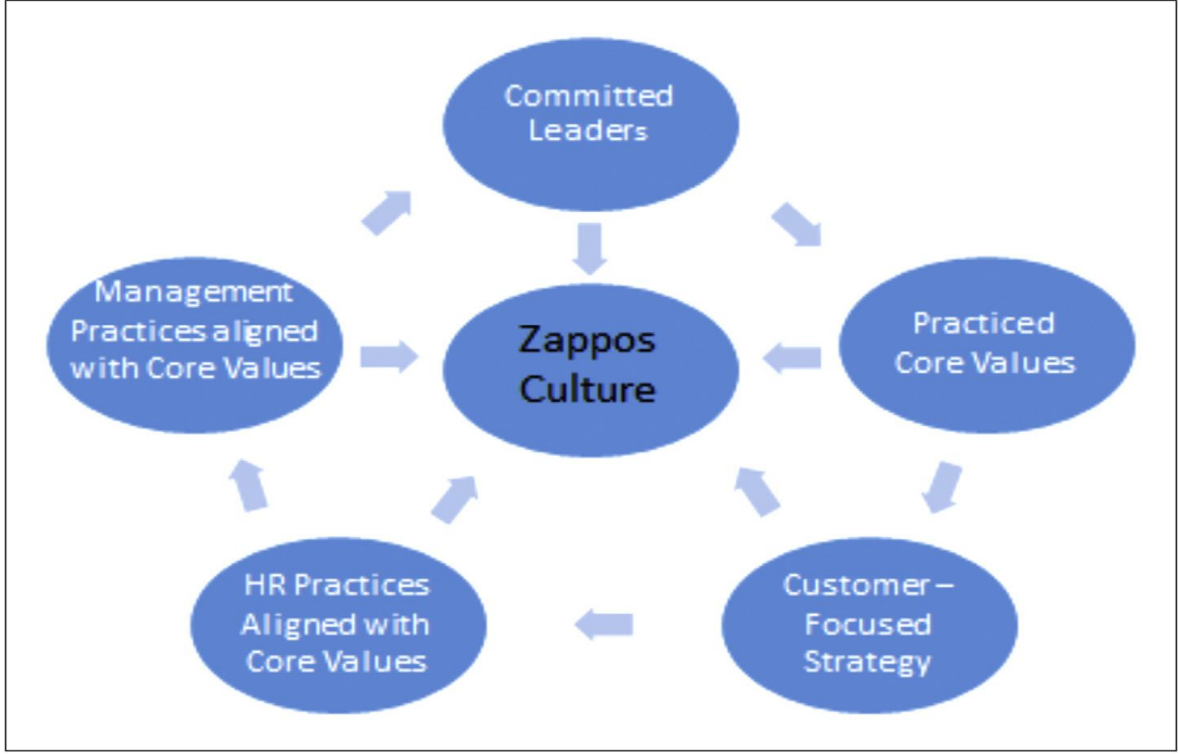 Committed
Leaders
Management
Practices aligned
with Core Values
Zappos
Culture
Practiced
Core Values
HR Practices
Aligned with
Core Values
Customer –
Focused
Strategy